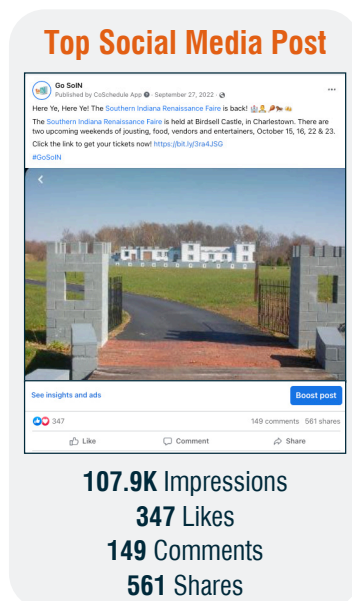 Top Social Media Post
Go SoIN
Published by CoSchedule App · September 27, 2022 ·
Here Ye, Here Ye! The Southern Indiana Renaissance Faire is back!
The Southern Indiana Renaissance Faire is held at Birdsell Castle, in Charlestown. There are
two upcoming weekends of jousting, food, vendors and entertainers, October 15, 16, 22 & 23.
Click the link to get your tickets now! https://bit.ly/3ra4JSG
#GoSoIN
See insights and ads
Boost post
347
149 comments 561 shares
Like
Comment
Share
107.9K Impressions
347 Likes
149 Comments
561 Shares